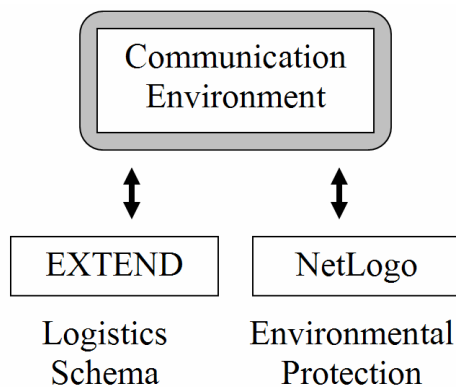 Communication
Environment
EXTEND
NetLogo
Logistics
Schema
Environmental
Protection